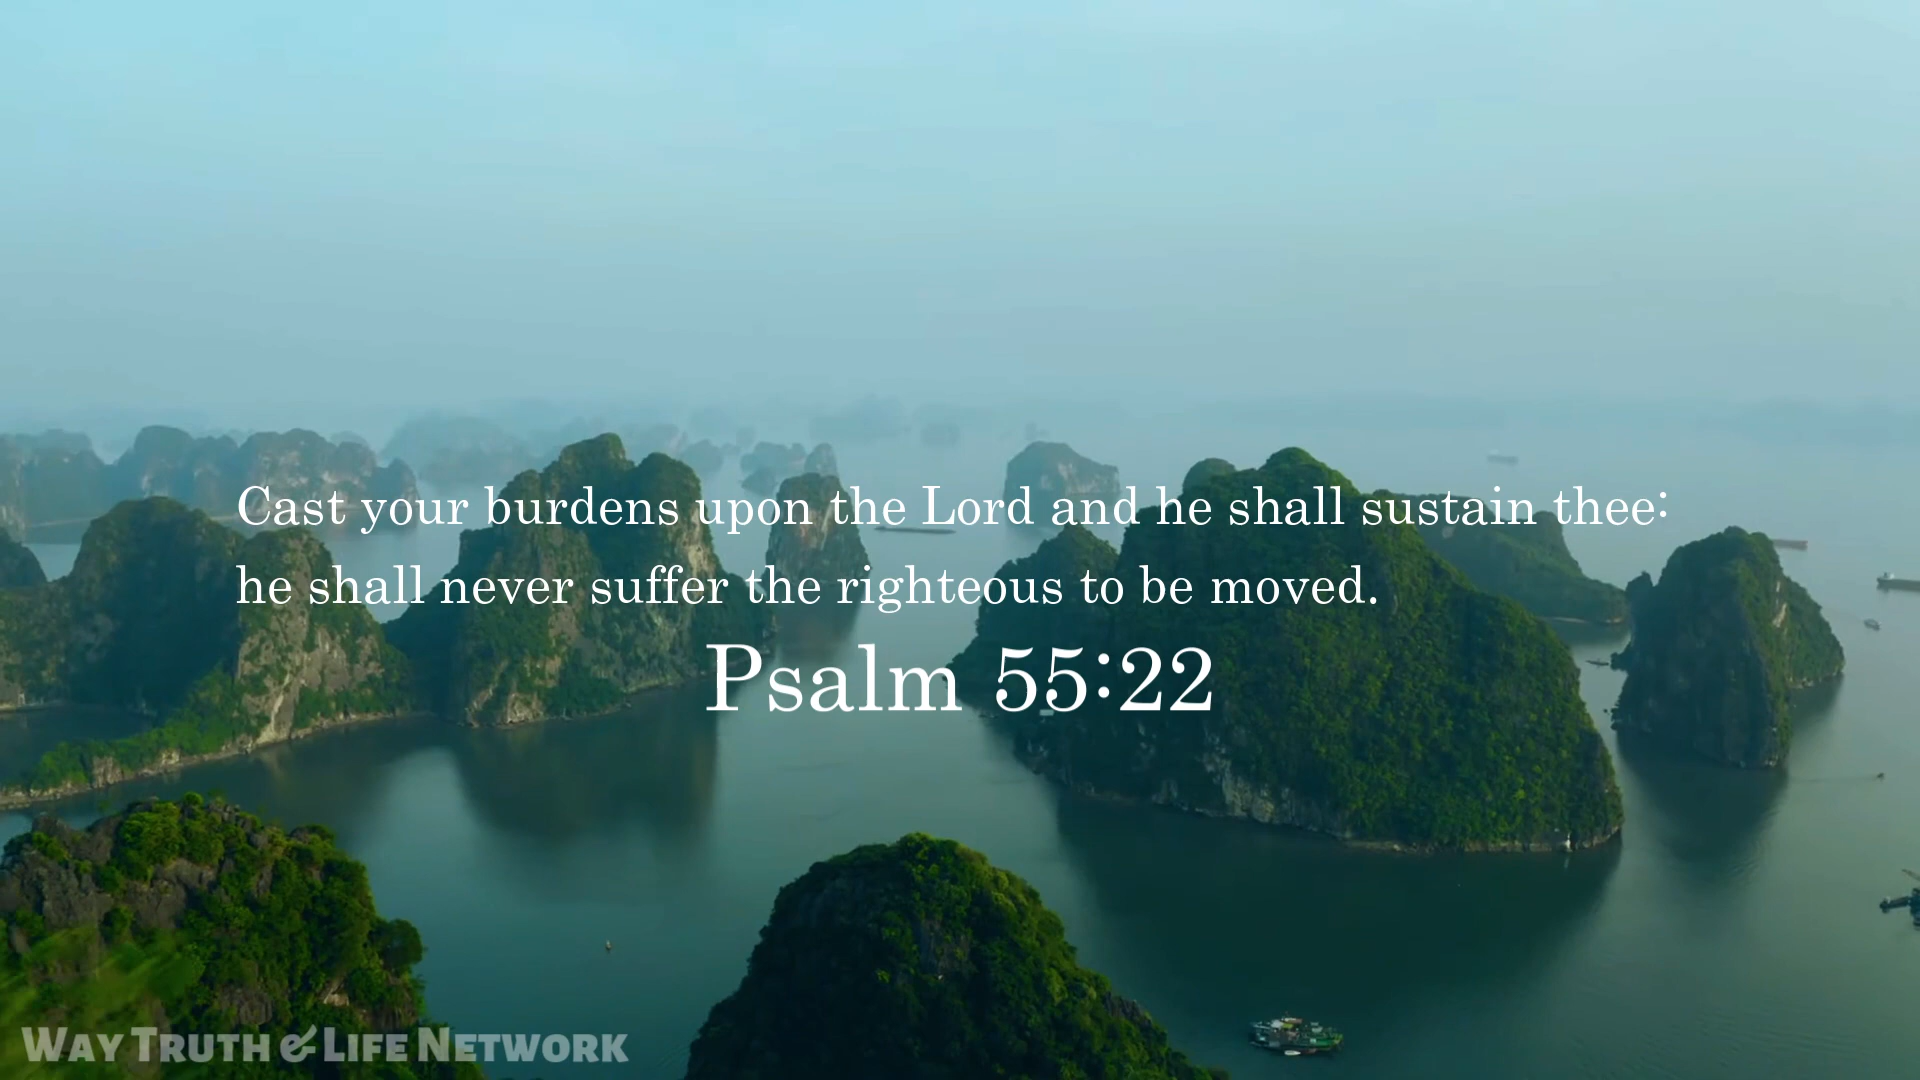 Cast your burdens upon the Lord and he shall sustain thee:
he shall never suffer the righteous to be moved.
Psalm 55:22
WAY TRUTH & LIFE NETWORK